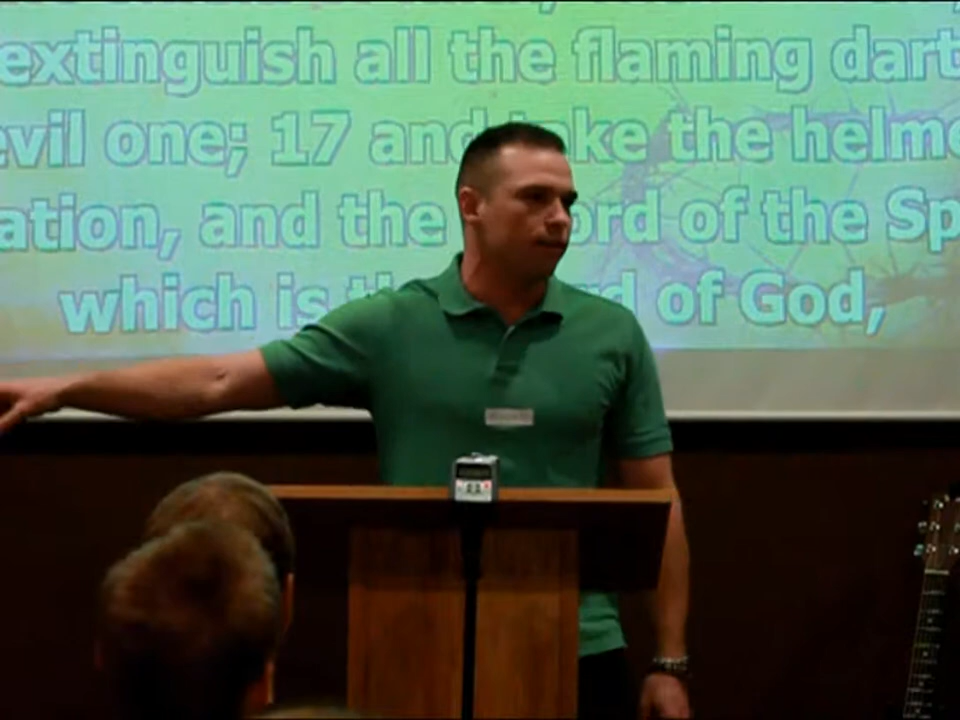 extinguish all the flaming dart
evil one; 17 and take the helme
ation, and the ord of the Sp
which is of God,